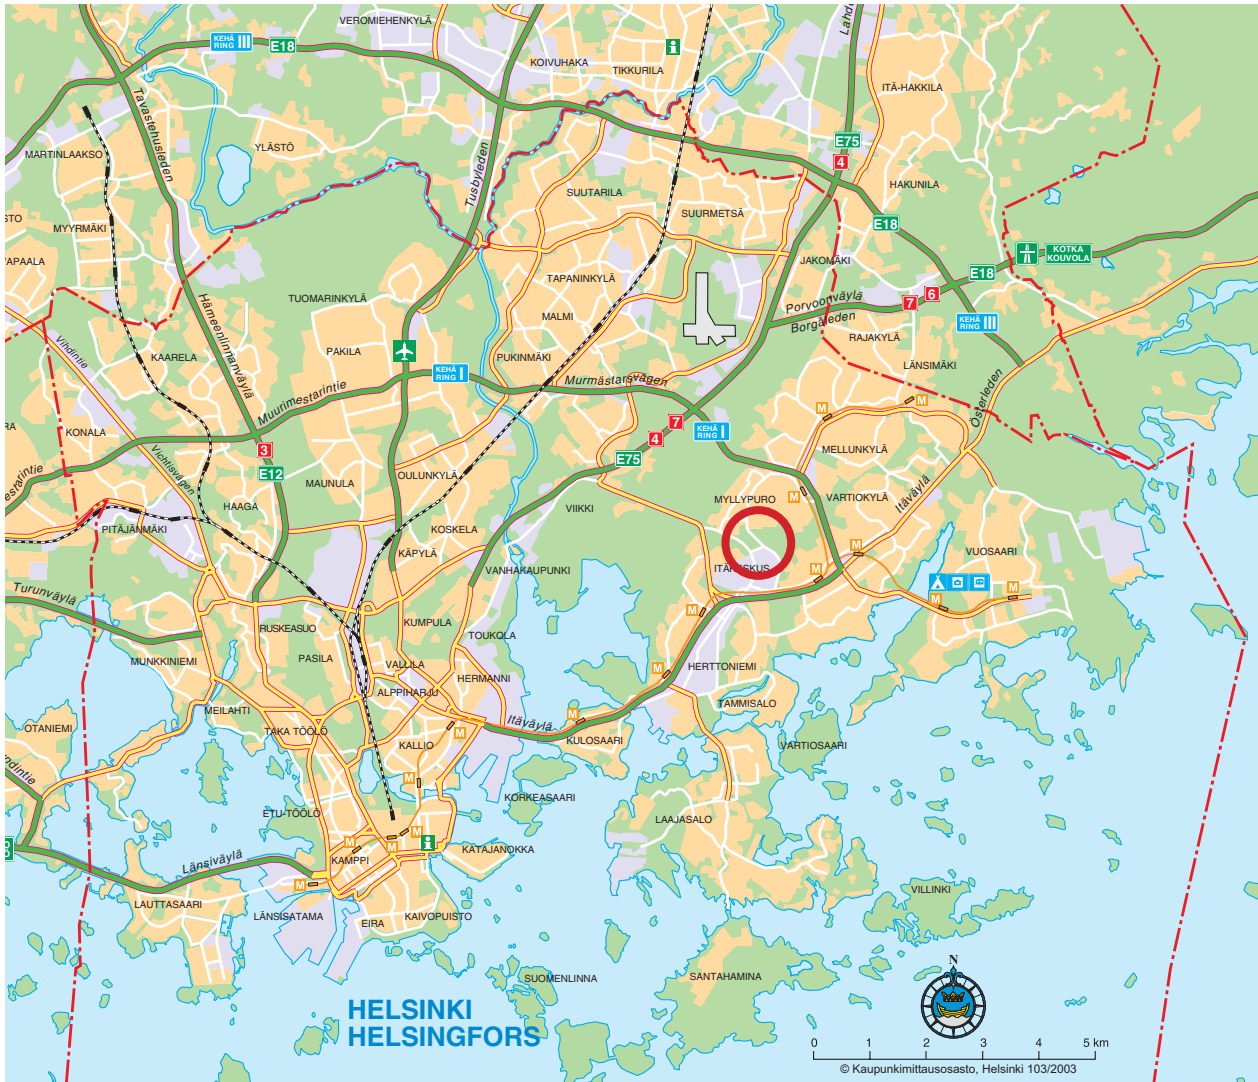 VEROMIEHENKYLÄ
KEHÄ
RING III
E18
KOIVUHAKA
TIKKURILA
i
ITÄ-HAKKILA
Tavastehusleden
MARTINLAAKSO
YLÄSTÖ
Tusbyleden
E75
4
HAKUNILA
SUUTARILA
SUURMETSÄ
MYYRMÄKI
E18
JAKOMÄKI
KOTKA
KOUVOLA
E18
TAPANINKYLÄ
TUOMARINKYLÄ
Hämeenlinnanväylä
MALMI
Porvoonväylä
Borgåleden
7
6
KEHÄ
RING III
RAJAKYLÄ
LÄNSIMÄKI
Vihdintie
KAARELA
PAKILA
PUKINMÄKI
KEHÄ
RING I
Muurimestarintie
Murmästarsvägen
Österleden
KONALA
7
4
KEHÄ
RING I
M
M
3
E12
E75
MELLUNKYLÄ
Vichtisvägen
MAUNULA
OULUNKYLÄ
HAAGA
VIIKKI
MYLLYPURO
M
VARTIOKYLÄ
Itäväylä
PITÄJÄNMÄKI
KOSKELA
KÄPYLÄ
VANHAKAUPUNKI
ITÄKESKUS
M
M
VUOSAARI
M
M
Turunväylä
RUSKEASUO
KUMPULA
TOUKOLA
M
MUNKKINIEMI
PASILA
VALLILA
HERMANNI
ALPPIHARJU
M
HERTTONIEMI
TAMMISALO
MEILAHTI
OTANIEMI
TAKA TÖÖLÖ
KALLIO
M
Itäväylä
M
KULOSAARI
VARTIOSAARI
M
KORKEASAARI
ETU-TÖÖLÖ
LAAJASALO
M
M
M
i
KAMPPI
KATAJANOKKA
Länsiväylä
M
LAUTTASAARI
LÄNSISATAMA
EIRA
KAIVOPUISTO
VILLINKI
SUOMENLINNA
SANTAHAMINA
N
HELSINKI
HELSINGFORS
0 1 2 3 4 5 km
© Kaupunkimittausosasto, Helsinki 103/2003